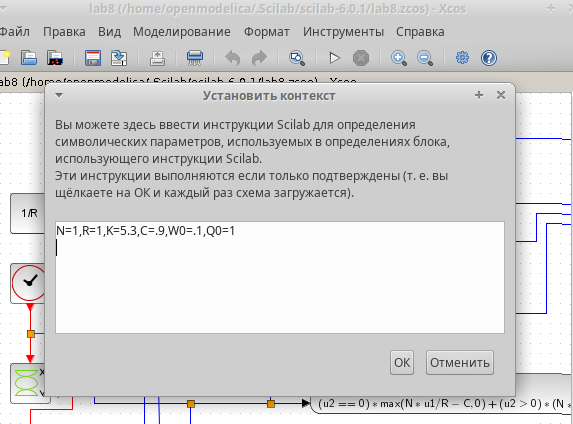 lab8 (/home/openmodelica/.Scilab/scilab-6.0.1/lab8.zcos) - Xcos
Файл Правка Вид Моделирование Формат Инструменты Справка
ab8 (/home/openmodelica/.Scilab/scilab-6.0.1/lab8.zcos) - Xcos
Установить контекст
Вы можете здесь ввести инструкции Scilab для определения
символических параметров, используемых в определениях блока,
использующего инструкции Scilab.
Эти инструкции выполняются если только подтверждены (т. е. вы
щёлкаете на ОК и каждый раз схема загружается).
1/R
N=1,R=1,K=5.3,C=.9,W0=.1,Q0=1
ОК Отменить
(u2 == 0) * max(N * u1/R − C, 0) + (u2 > 0) * (N *